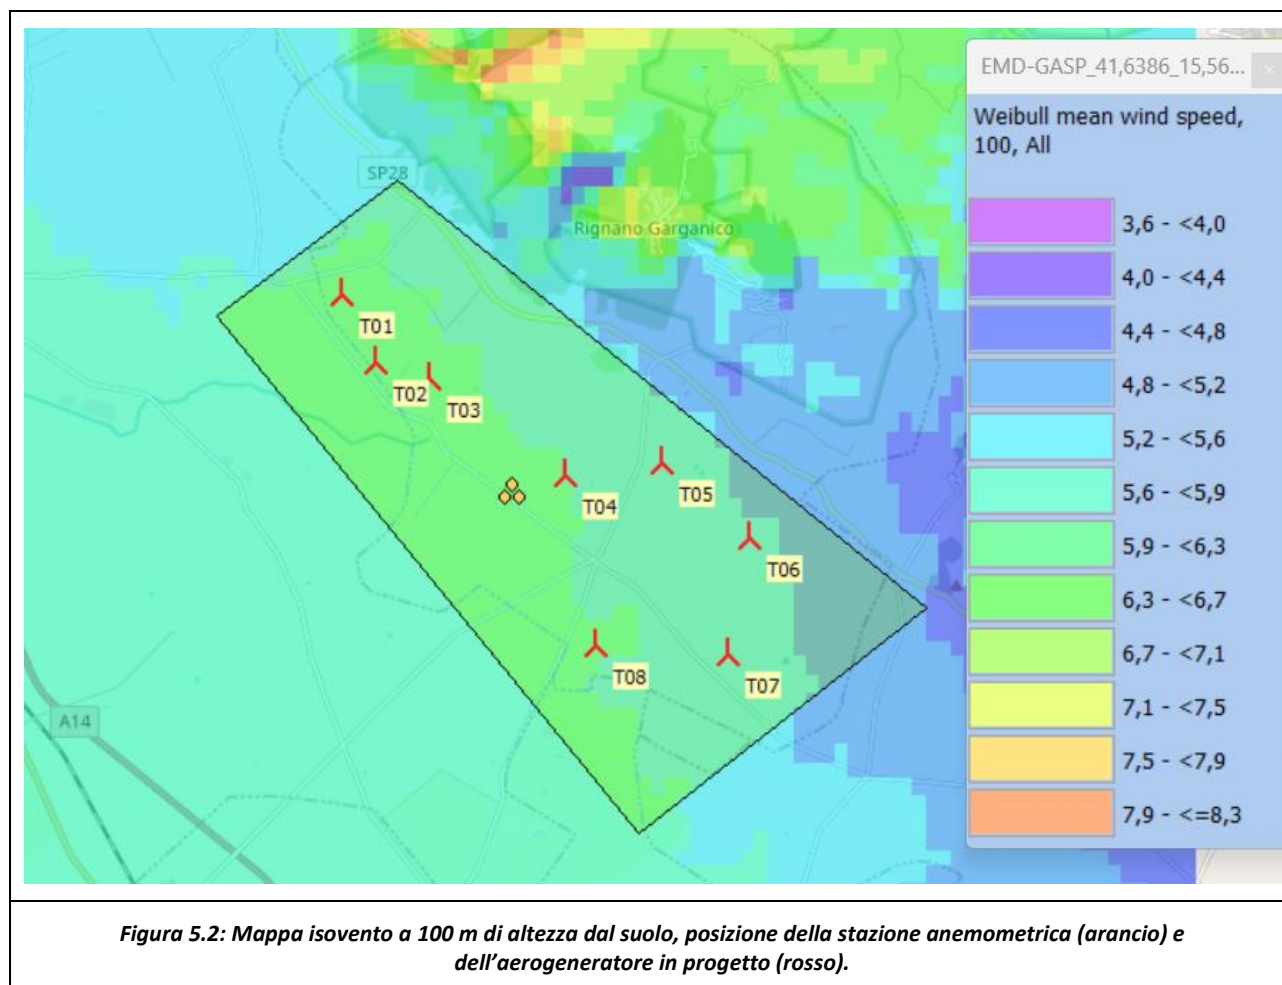 EMD-GASP_41,6386_15,56...
Weibull mean wind speed,
100, All
3,6 - <4,0
4,0 - <4,4
4,4 - <4,8
4,8 - <5,2
5,2 - <5,6
5,6 - <5,9
5,9 - <6,3
6,3 - <6,7
6,7 - <7,1
7,1 - <7,5
7,5 - <7,9
7,9 - <=8,3
SP28
Rignano Garganico
T01
T02
T03
T04
T05
T06
T08
T07
A14
Figura 5.2: Mappa isovento a 100 m di altezza dal suolo, posizione della stazione anemometrica (arancio) e
dell’aerogeneratore in progetto (rosso).